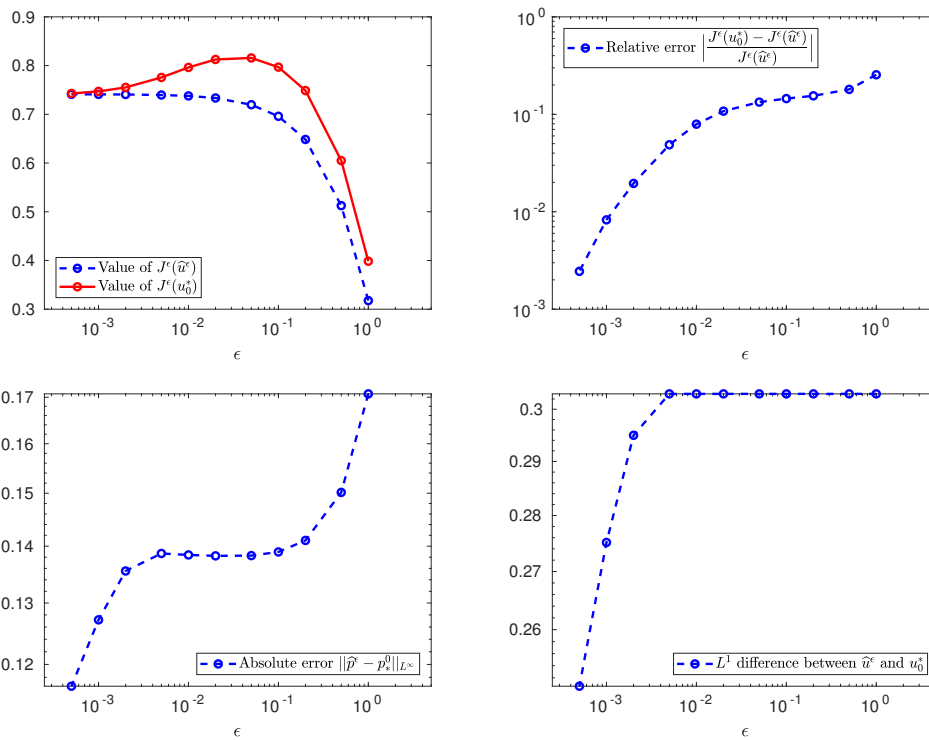 0.9
0.8
0.7
0.6
0.5
0.4
0.3
Value of J^ϵ(û^ϵ)
Value of J^ϵ(u_0^*)
10^-3 10^-2 10^-1 10^0
ϵ
10^0
10^-1
10^-2
10^-3
Relative error |J^ϵ(u_0^*) − J^ϵ(û^ϵ) / J^ϵ(û^ϵ)|
10^-3 10^-2 10^-1 10^0
ϵ
0.17
0.16
0.15
0.14
0.13
0.12
Absolute error ||p̂^ϵ − p_*^0||_L^∞
10^-3 10^-2 10^-1 10^0
ϵ
0.3
0.29
0.28
0.27
0.26
L^1 difference between û^ϵ and u_0^*
10^-3 10^-2 10^-1 10^0
ϵ